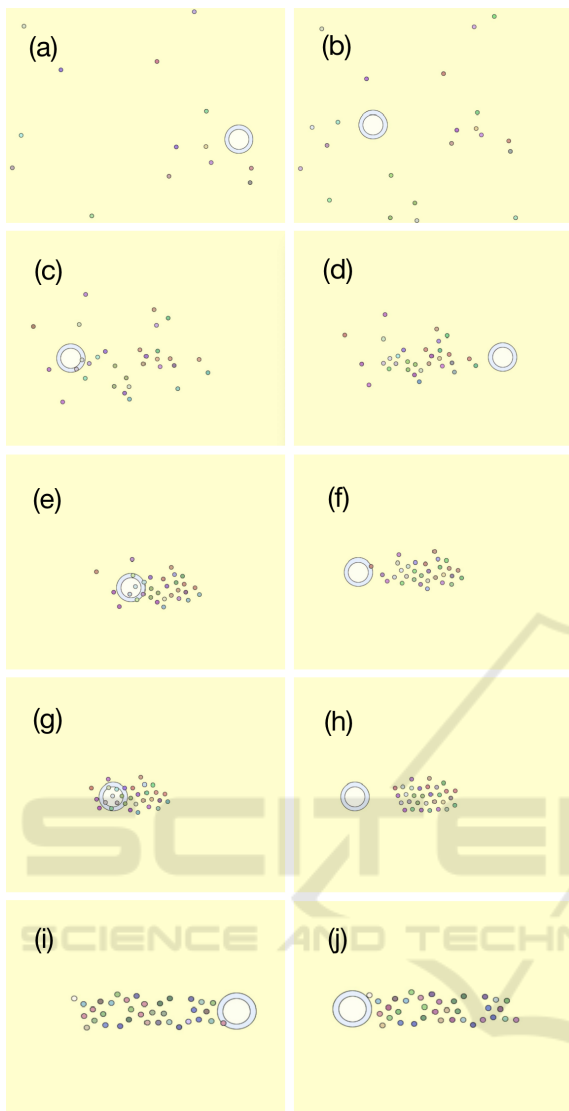 (a)
(b)
(c)
(d)
(e)
(f)
(g)
(h)
(i)
(j)
SCITE
SCIENCE AND TECHN